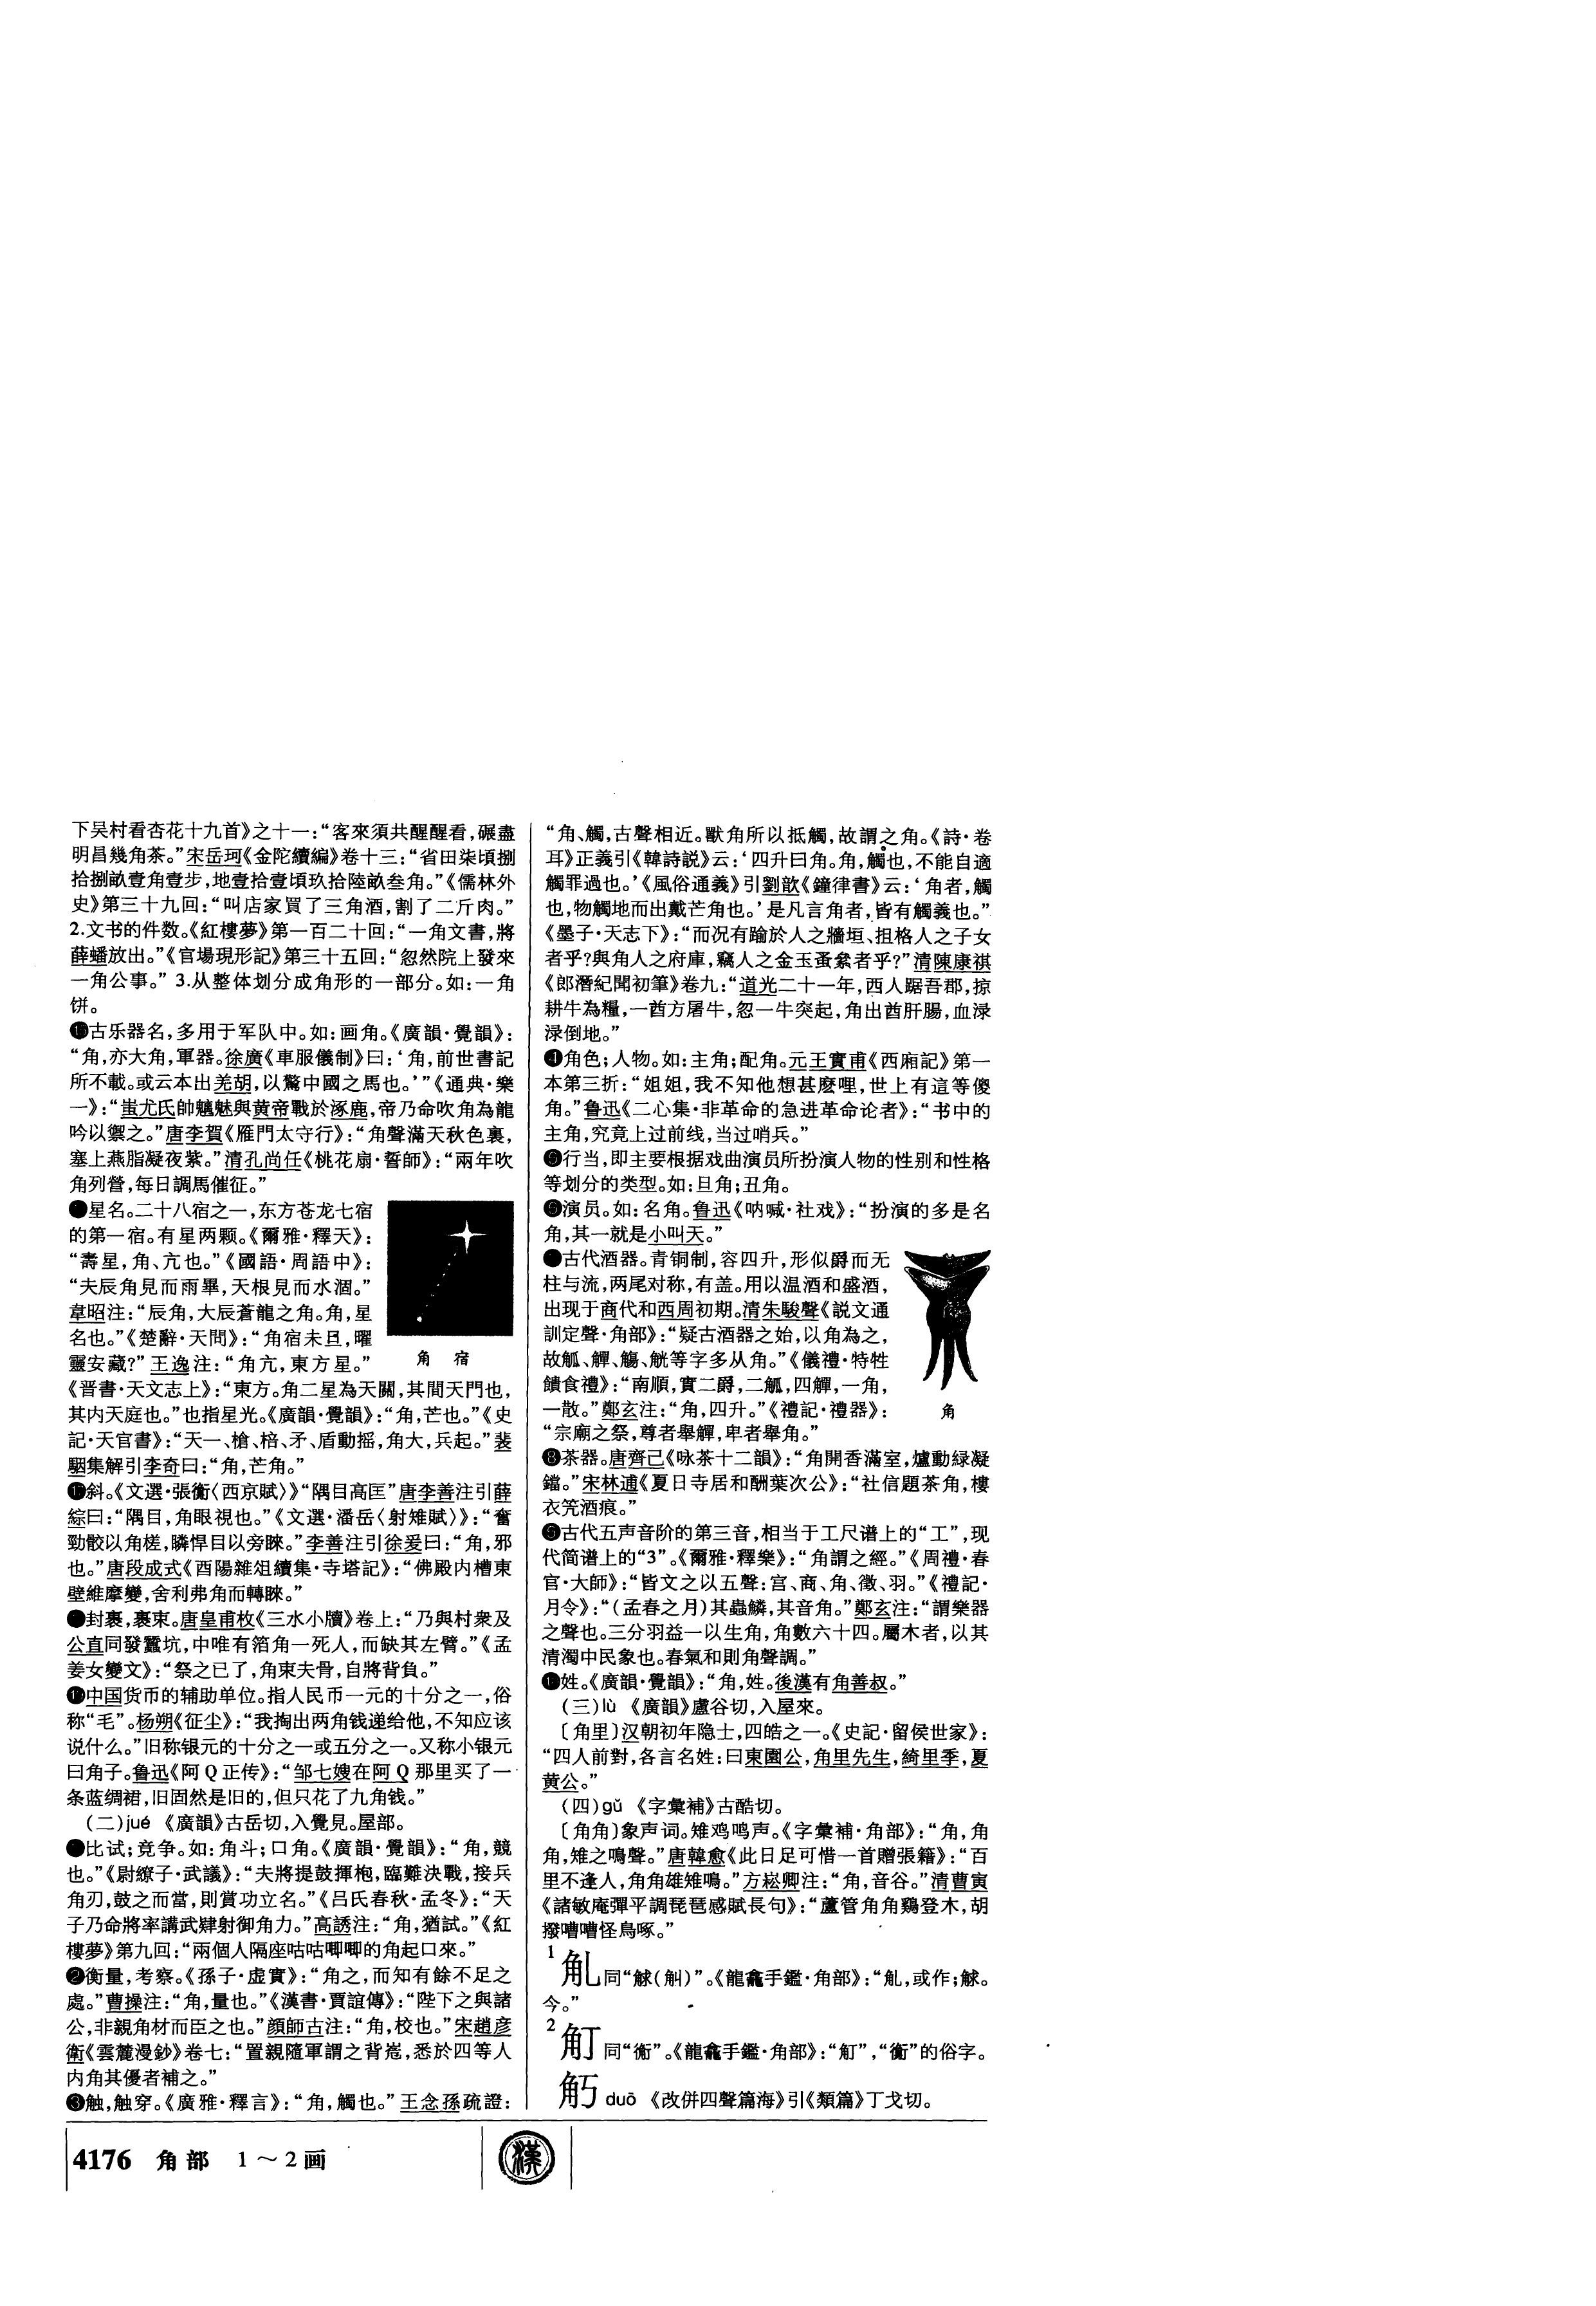 下吴村看杏花十九首》之十一：“客來須共醒醒看，碾盡
明昌幾角茶。”宋岳珂《金陀續編》卷十三：“省田柒頃捌
拾捌畝壹角壹步，地壹拾壹頃玖拾陸畝叁角。”《儒林外
史》第三十九回：“叫店家買了三角酒，割了二斤肉。”
2.文书的件数。《紅樓夢》第一百二十回：“一角文書，將
薛蟠放出。”《官場現形記》第三十五回：“忽然院上發來
一角公事。” 3.从整体划分成角形的一部分。如：一角
饼。
古乐器名，多用于军队中。如：画角。《廣韻·覺韻》：
“角，亦大角，軍器。徐廣《車服儀制》曰：‘角，前世書記
所不載。或云本出羌胡，以驚中國之馬也。’”《通典·樂
一》：“蚩尤氏帥魑魅與黄帝戰於涿鹿，帝乃命吹角為龍
吟以禦之。”唐李賀《雁門太守行》：“角聲滿天秋色裏，
塞上燕脂凝夜紫。”清孔尚任《桃花扇·誓師》：“兩年吹
角列營，每日調馬催征。”
星名。二十八宿之一，东方苍龙七宿
的第一宿。有星两颗。《爾雅·釋天》：
“壽星，角、亢也。”《國語·周語中》：
“夫辰角見而雨畢，天根見而水涸。”
韋昭注：“辰角，大辰蒼龍之角。角，星
名也。”《楚辭·天問》：“角宿未旦，曜
靈安藏？”王逸注：“角亢，東方星。”
角 宿
《晋書·天文志上》：“東方。角二星為天關，其間天門也，
其内天庭也。”也指星光。《廣韻·覺韻》：“角，芒也。”《史
記·天官書》：“天一、槍、棓、矛、盾動摇，角大，兵起。”裴
駰集解引李奇曰：“角，芒角。”
斜。《文選·張衡〈西京賦〉》“隅目高匡”唐李善注引薛
綜曰：“隅目，角眼視也。”《文選·潘岳〈射雉賦〉》：“奮
勁骹以角槎，瞵悍目以旁睞。”李善注引徐爰曰：“角，邪
也。”唐段成式《酉陽雜俎續集·寺塔記》：“佛殿内槽東
壁維摩變，舍利弗角而轉睞。”
封裹，裹束。唐皇甫枚《三水小牘》卷上：“乃與村衆及
公直同發蠶坑，中唯有箔角一死人，而缺其左臂。”《孟
姜女變文》：“祭之已了，角束夫骨，自將背負。”
中国货币的辅助单位。指人民币一元的十分之一，俗
称“毛”。杨朔《征尘》：“我掏出两角钱递给他，不知应该
说什么。”旧称银元的十分之一或五分之一。又称小银元
曰角子。鲁迅《阿Q正传》：“邹七嫂在阿Q那里买了一
条蓝绸裙，旧固然是旧的，但只花了九角钱。”
（二）jué 《廣韻》古岳切，入覺見。屋部。
比试；竞争。如：角斗；口角。《廣韻·覺韻》：“角，競
也。”《尉繚子·武議》：“夫將提鼓揮枹，臨難決戰，接兵
角刃，鼓之而當，則賞功立名。”《吕氏春秋·孟冬》：“天
子乃命將率講武肄射御角力。”高誘注：“角，猶試。”《紅
樓夢》第九回：“兩個人隔座咕咕唧唧的角起口來。”
❷衡量，考察。《孫子·虚實》：“角之，而知有餘不足之
處。”曹操注：“角，量也。”《漢書·賈誼傳》：“陛下之與諸
公，非親角材而臣之也。”顔師古注：“角，校也。”宋趙彦
衛《雲麓漫鈔》卷七：“置親隨軍謂之背嵬，悉於四等人
内角其優者補之。”
❸触，触穿。《廣雅·釋言》：“角，觸也。”王念孫疏證：
“角、觸，古聲相近。獸角所以抵觸，故謂之角。《詩·卷
耳》正義引《韓詩説》云：‘四升曰角。角，觸也，不能自適
觸罪過也。’《風俗通義》引劉歆《鐘律書》云：‘角者，觸
也，物觸地而出戴芒角也。’是凡言角者，皆有觸義也。”
《墨子·天志下》：“而況有踰於人之牆垣、抯格人之子女
者乎？與角人之府庫，竊人之金玉蚤絫者乎？”清陳康祺
《郎潛紀聞初筆》卷九：“道光二十一年，西人踞吾郡，掠
耕牛為糧，一酋方屠牛，忽一牛突起，角出酋肝腸，血渌
渌倒地。”
❹角色；人物。如：主角；配角。元王實甫《西廂記》第一
本第三折：“姐姐，我不知他想甚麽哩，世上有這等傻
角。”鲁迅《二心集·非革命的急进革命论者》：“书中的
主角，究竟上过前线，当过哨兵。”
行当，即主要根据戏曲演员所扮演人物的性别和性格
等划分的类型。如：旦角；丑角。
演员。如：名角。鲁迅《呐喊·社戏》：“扮演的多是名
角，其一就是小叫天。”
古代酒器。青铜制，容四升，形似爵而无
柱与流，两尾对称，有盖。用以温酒和盛酒，
出现于商代和西周初期。清朱駿聲《説文通
訓定聲·角部》：“疑古酒器之始，以角為之，
故觚、觶、觴、觥等字多从角。”《儀禮·特牲
饋食禮》：“南順，實二爵，二觚，四觶，一角，
一散。”鄭玄注：“角，四升。”《禮記·禮器》：
“宗廟之祭，尊者舉觶，卑者舉角。”
角
❽茶器。唐齊己《咏茶十二韻》：“角開香滿室，爐動緑凝
鐺。”宋林逋《夏日寺居和酬葉次公》：“社信題茶角，樓
衣笐酒痕。”
古代五声音阶的第三音，相当于工尺谱上的“工”，现
代简谱上的“3”。《爾雅·釋樂》：“角謂之經。”《周禮·春
官·大師》：“皆文之以五聲：宫、商、角、徵、羽。”《禮記·
月令》：“（孟春之月）其蟲鱗，其音角。”鄭玄注：“謂樂器
之聲也。三分羽益一以生角，角數六十四。屬木者，以其
清濁中民象也。春氣和則角聲調。”
姓。《廣韻·覺韻》：“角，姓。後漢有角善叔。”
（三）lù 《廣韻》盧谷切，入屋來。
〔角里〕汉朝初年隐士，四皓之一。《史記·留侯世家》：
“四人前對，各言名姓：曰東園公，角里先生，綺里季，夏
黄公。”
（四）gǔ 《字彙補》古酷切。
〔角角〕象声词。雉鸡鸣声。《字彙補·角部》：“角，角
角，雉之鳴聲。”唐韓愈《此日足可惜一首贈張籍》：“百
里不逢人，角角雄雉鳴。”方崧卿注：“角，音谷。”清曹寅
《諸敏庵彈平調琵琶感賦長句》：“蘆管角角鷄登木，胡
撥嘈嘈怪鳥啄。”
1 觓同“觩（觓）”。《龍龕手鑑·角部》：“，或作；觩。
今。”
2 䚗同“衡”。《龍龕手鑑·角部》：“”，“衡”的俗字。
duō 《改併四聲篇海》引《類篇》丁戈切。
4176 角部 1～2画
漢